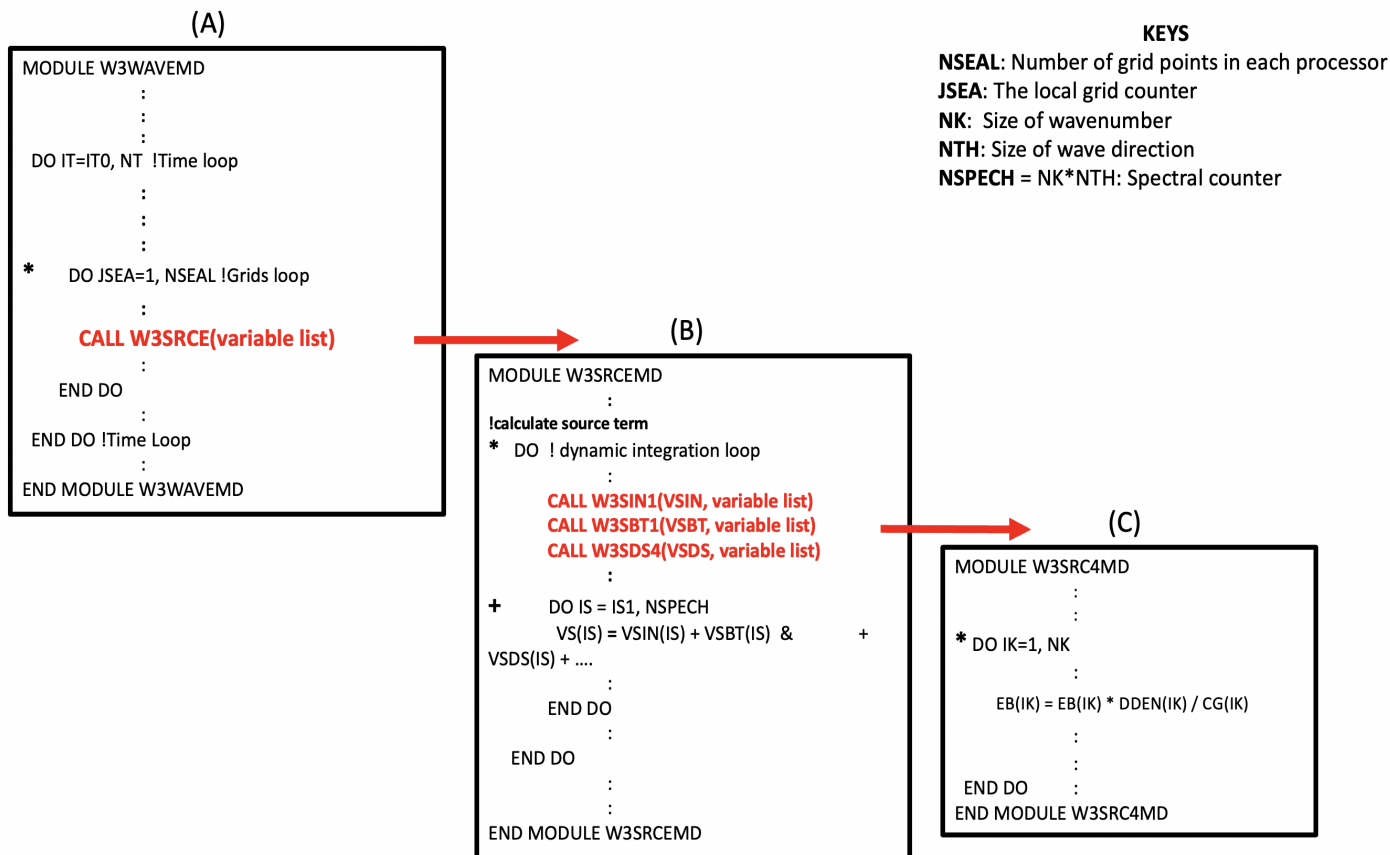 (A)
MODULE W3WAVEMD
:
:
:
DO IT=IT0, NT !Time loop
:
:
:
* DO JSEA=1, NSEAL !Grids loop
:
CALL W3SRCE(variable list)
:
END DO
:
END DO !Time Loop
:
END MODULE W3WAVEMD
KEYS
NSEAL: Number of grid points in each processor
JSEA: The local grid counter
NK: Size of wavenumber
NTH: Size of wave direction
NSPECH = NK*NTH: Spectral counter
(B)
MODULE W3SRCEMD
:
!calculate source term
* DO ! dynamic integration loop
:
CALL W3SIN1(VSIN, variable list)
CALL W3SBT1(VSBT, variable list)
CALL W3SDS4(VSDS, variable list)
:
+ DO IS = IS1, NSPECH
VS(IS) = VSIN(IS) + VSBT(IS) & +
VSDS(IS) + ....
:
END DO
:
END DO
:
:
END MODULE W3SRCEMD
(C)
MODULE W3SRC4MD
:
:
* DO IK=1, NK
:
EB(IK) = EB(IK) * DDEN(IK) / CG(IK)
:
:
END DO :
END MODULE W3SRC4MD